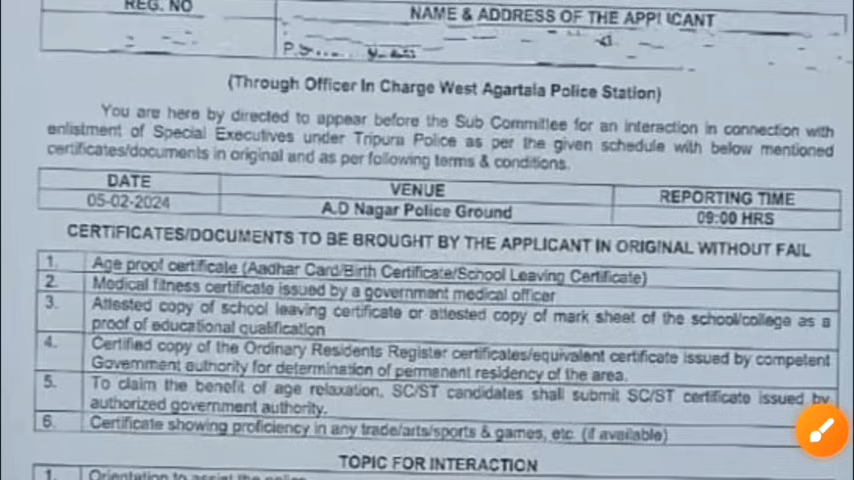 REG. NO
NAME & ADDRESS OF THE APPLICANT
(Through Officer In Charge West Agartala Police Station)
You are here by directed to appear before the Sub Committee for an interaction in connection with
enlistment of Special Executives under Tripura Police as per the given schedule with below mentioned
certificates/documents in original and as per following terms & conditions.
DATE VENUE REPORTING TIME
05-02-2024 A.D Nagar Police Ground 09:00 HRS
CERTIFICATES/DOCUMENTS TO BE BROUGHT BY THE APPLICANT IN ORIGINAL WITHOUT FAIL
1. Age proof certificate (Aadhar Card/Birth Certificate/School Leaving Certificate)
2. Medical fitness certificate issued by a government medical officer
3. Attested copy of school leaving certificate or attested copy of mark sheet of the school/college as a
proof of educational qualification
4. Certified copy of the Ordinary Residents Register certificates/equivalent certificate issued by competent
Government authority for determination of permanent residency of the area.
5. To claim the benefit of age relaxation, SC/ST candidates shall submit SC/ST certificate issued by
authorized government authority.
6. Certificate showing proficiency in any trade/arts/sports & games, etc. (if available)
TOPIC FOR INTERACTION
1. Orientation to assist the police